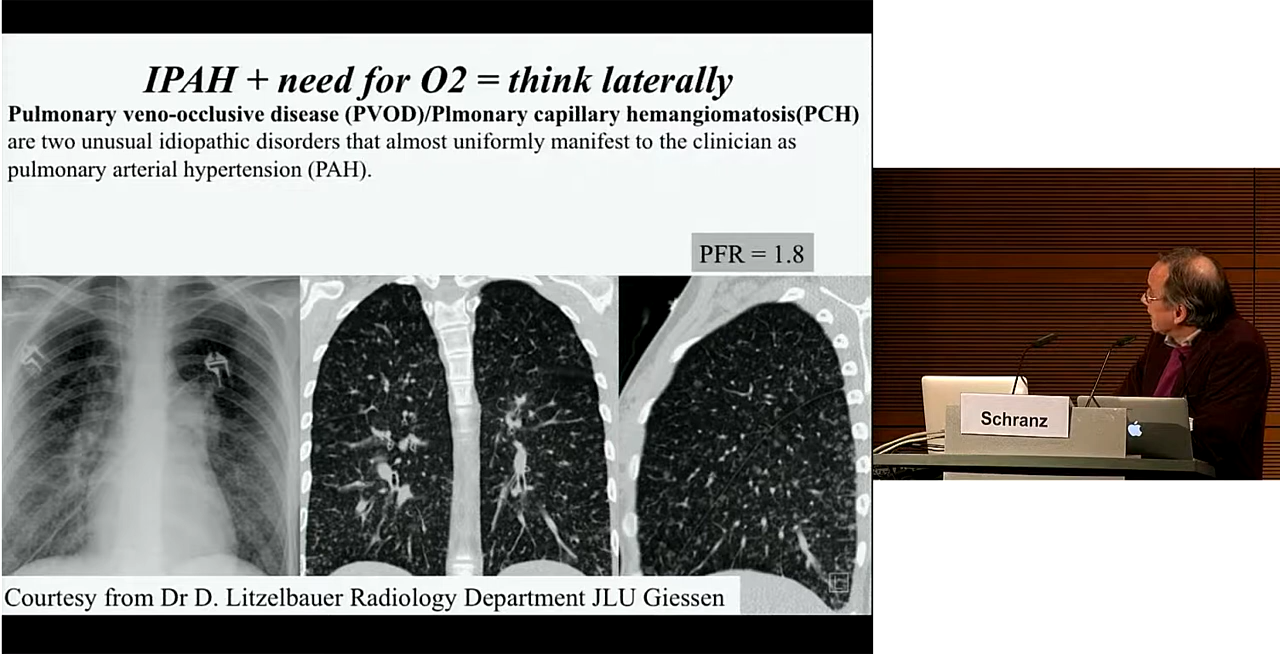 IPAH + need for O2 = think laterally
Pulmonary veno-occlusive disease (PVOD)/Plmonary capillary hemangiomatosis(PCH)
are two unusual idiopathic disorders that almost uniformly manifest to the clinician as
pulmonary arterial hypertension (PAH).
PFR = 1.8
Courtesy from Dr D. Litzelbauer Radiology Department JLU Giessen
Schranz